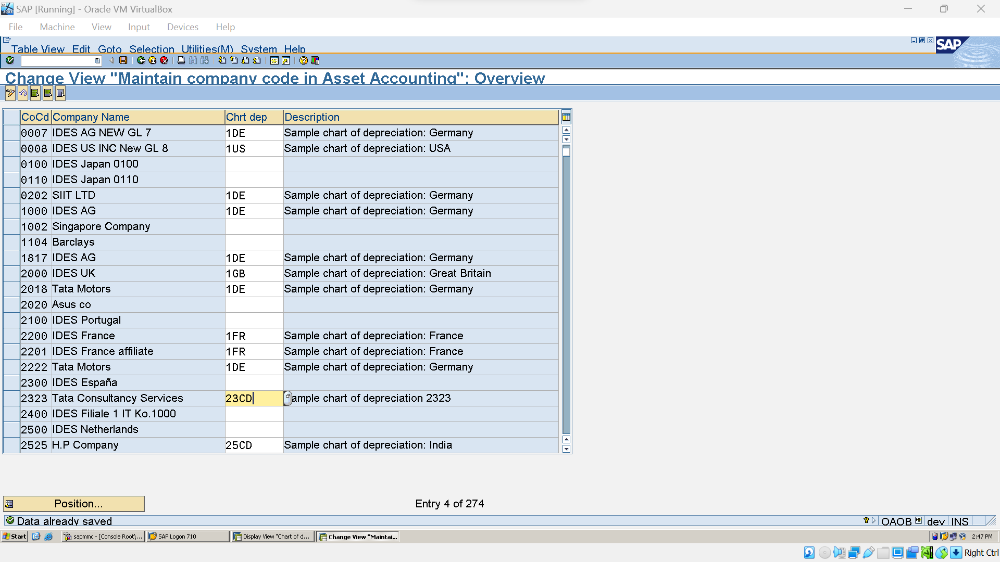 SAP [Running] - Oracle VM VirtualBox
File Machine View Input Devices Help
Table View Edit Goto Selection Utilities(M) System Help
SAP
Change View "Maintain company code in Asset Accounting": Overview
CoCd Company Name Chrt dep Description
0007 IDES AG NEW GL 7 1DE Sample chart of depreciation: Germany
0008 IDES US INC New GL 8 1US Sample chart of depreciation: USA
0100 IDES Japan 0100
0110 IDES Japan 0110
0202 SIIT LTD 1DE Sample chart of depreciation: Germany
1000 IDES AG 1DE Sample chart of depreciation: Germany
1002 Singapore Company
1104 Barclays
1817 IDES AG 1DE Sample chart of depreciation: Germany
2000 IDES UK 1GB Sample chart of depreciation: Great Britain
2018 Tata Motors 1DE Sample chart of depreciation: Germany
2020 Asus co
2100 IDES Portugal
2200 IDES France 1FR Sample chart of depreciation: France
2201 IDES France affiliate 1FR Sample chart of depreciation: France
2222 Tata Motors 1DE Sample chart of depreciation: Germany
2300 IDES España
2323 Tata Consultancy Services 23CD ample chart of depreciation 2323
2400 IDES Filiale 1 IT Ko.1000
2500 IDES Netherlands
2525 H.P Company 25CD Sample chart of depreciation: India
Position... Entry 4 of 274
Data already saved OAOB dev INS
Start sapmmc - [Console Root\... SAP Logon 710 Display View "Chart of d... Change View "Maintai... 2:47 PM
Right Ctrl